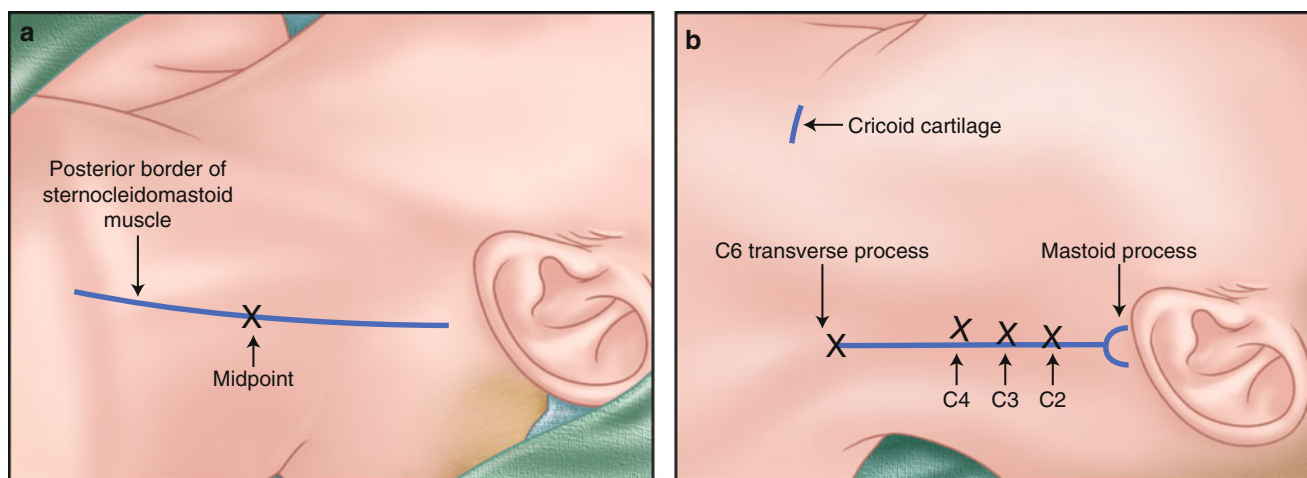 a
Posterior border of
sternocleidomastoid
muscle
X
Midpoint
b
Cricoid cartilage
C6 transverse process
Mastoid process
X X X X
C4 C3 C2